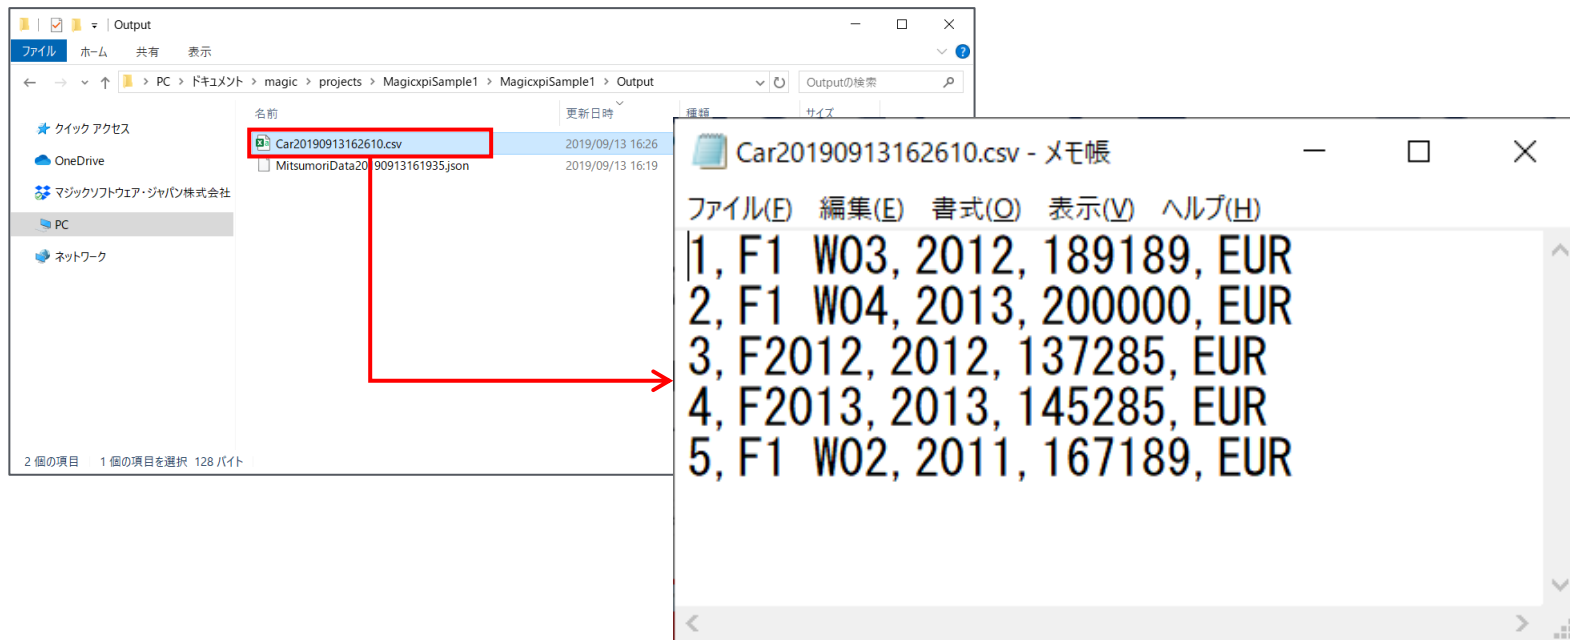 Output
ファイル ホーム 共有 表示
PC > ドキュメント > magic > projects > MagicxpiSample1 > MagicxpiSample1 > Output
Outputの検索
名前 更新日時 種類 サイズ
クイック アクセス
OneDrive
マジックソフトウェア・ジャパン株式会社
PC
ネットワーク
Car20190913162610.csv 2019/09/13 16:26
MitsumoriData20190913161935.json 2019/09/13 16:19
2 個の項目 1 個の項目を選択 128 バイト
Car20190913162610.csv - メモ帳
ファイル(F) 編集(E) 書式(O) 表示(V) ヘルプ(H)
1, F1 W03, 2012, 189189, EUR
2, F1 W04, 2013, 200000, EUR
3, F2012, 2012, 137285, EUR
4, F2013, 2013, 145285, EUR
5, F1 W02, 2011, 167189, EUR